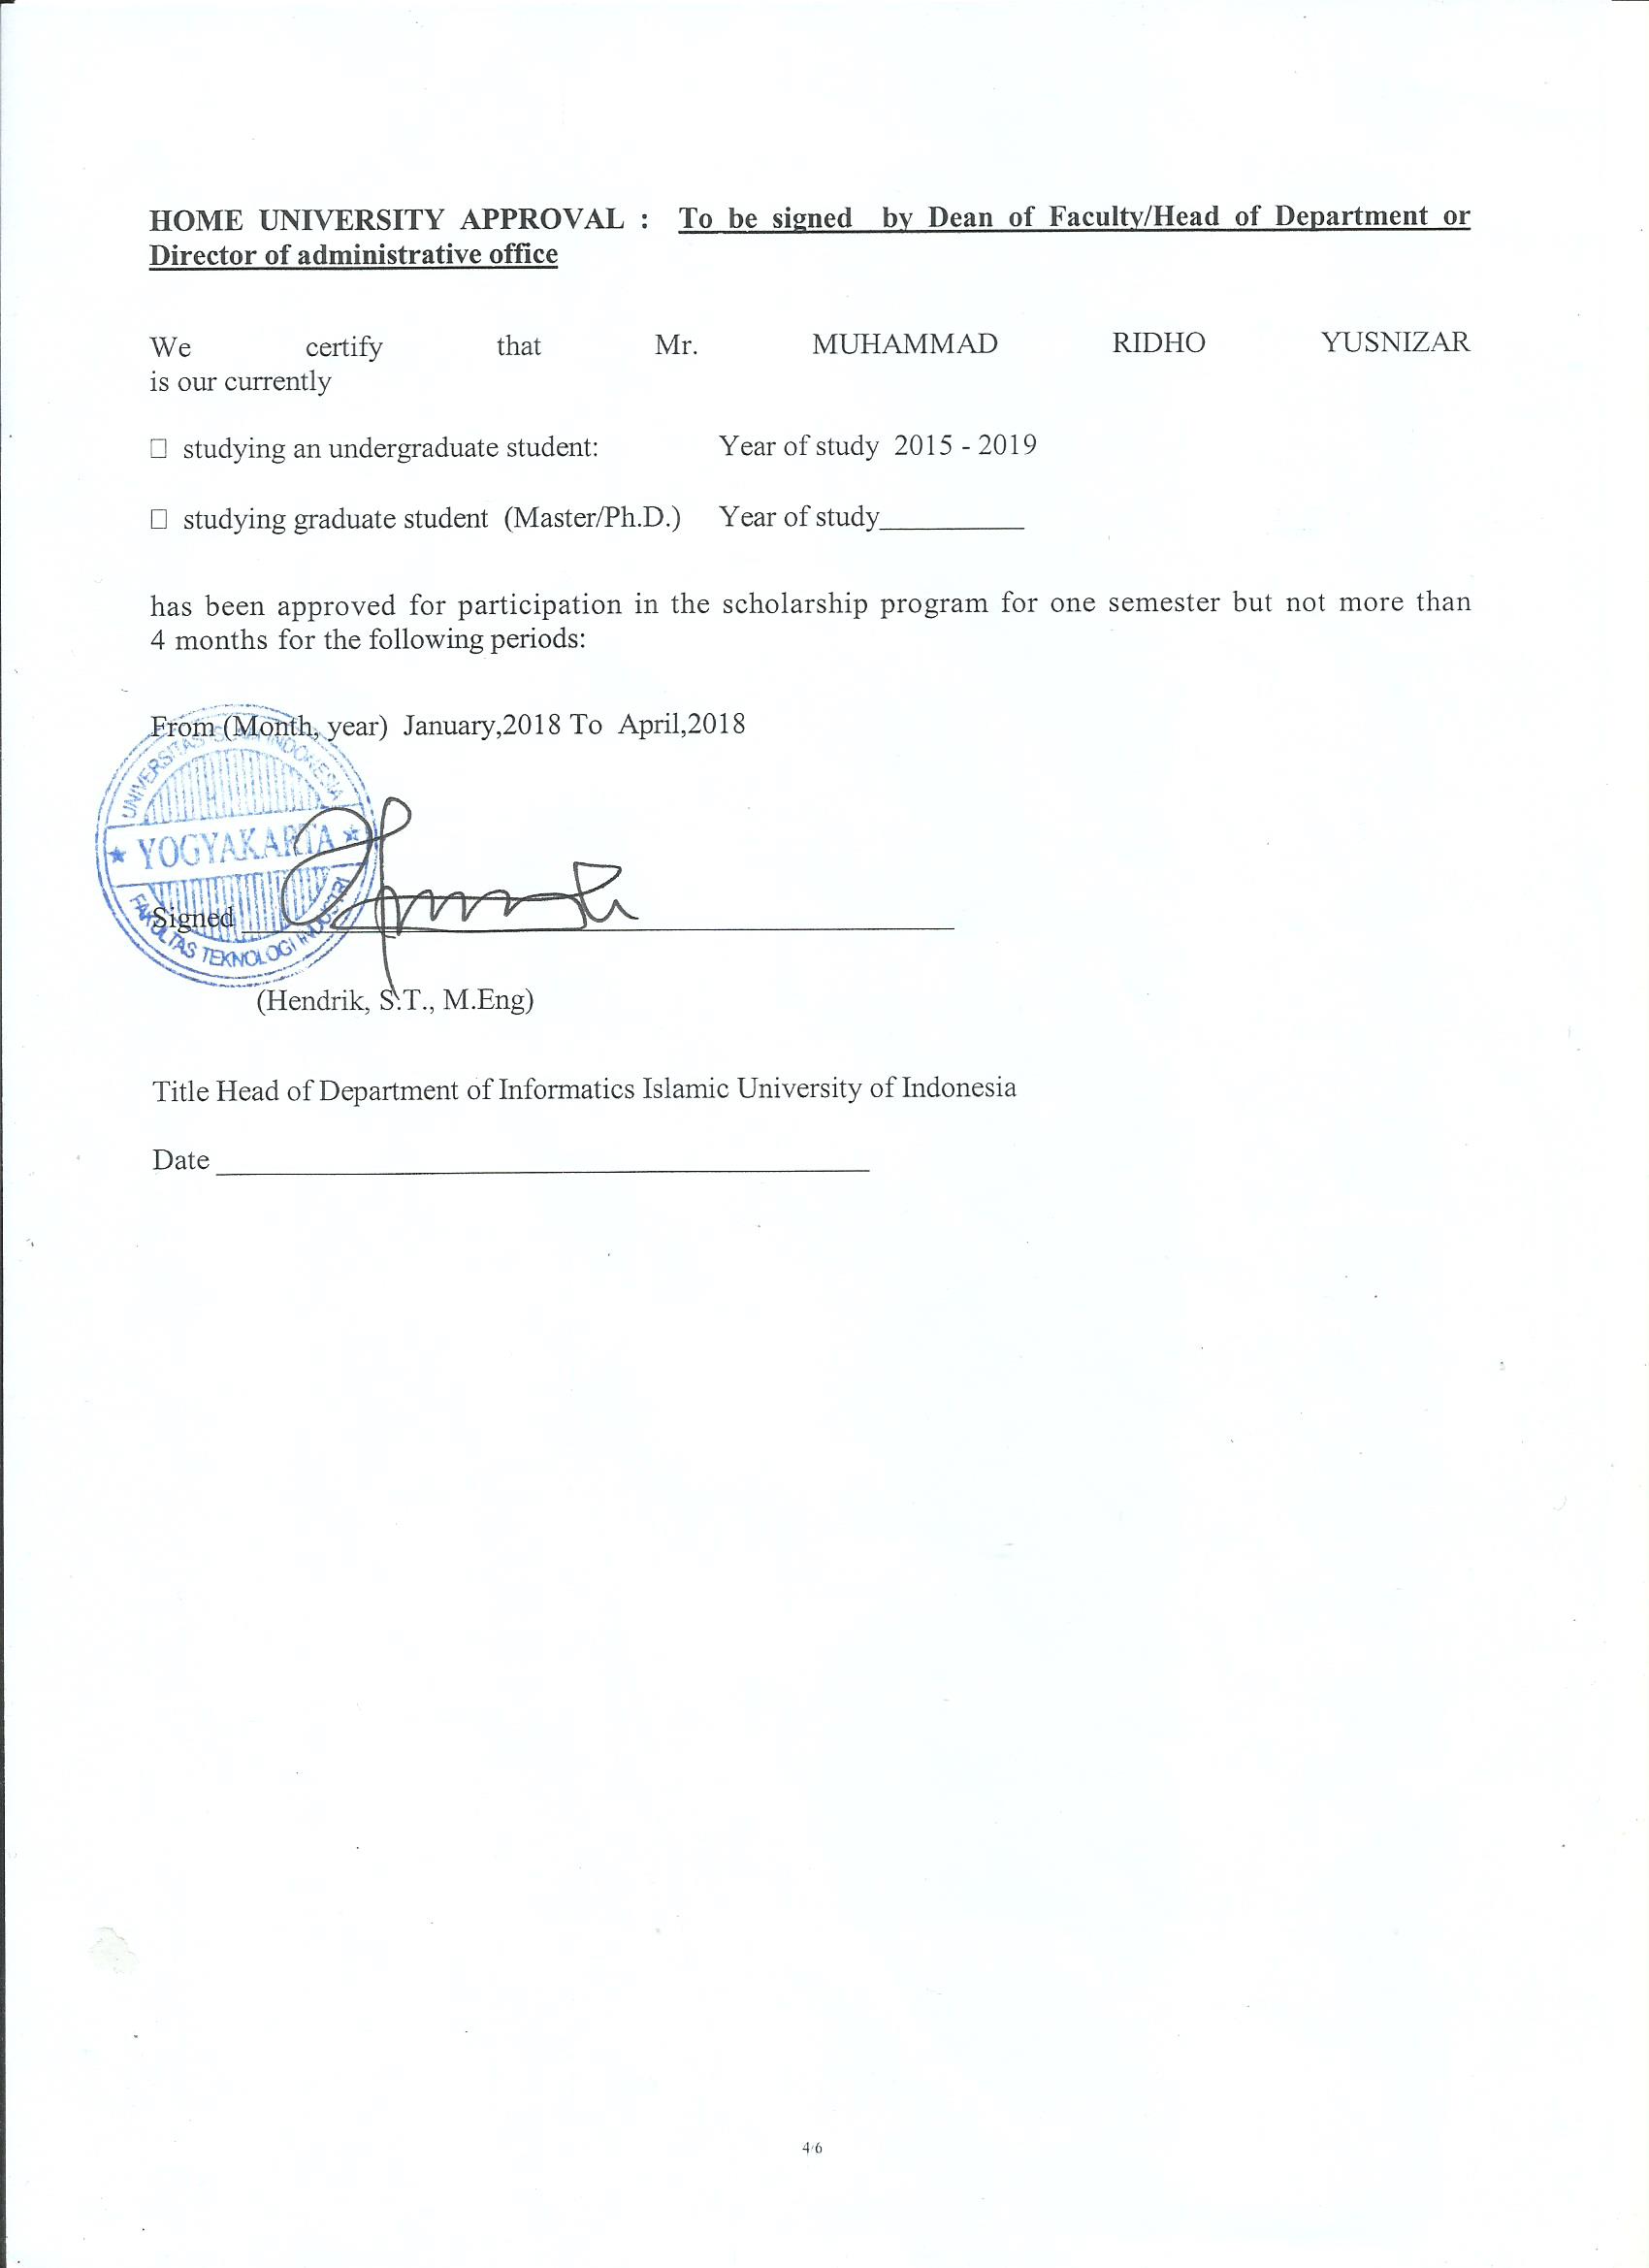 HOME UNIVERSITY APPROVAL : To be signed by Dean of Faculty/Head of Department or
Director of administrative office
We certify that Mr. MUHAMMAD RIDHO YUSNIZAR
is our currently
☐ studying an undergraduate student: Year of study 2015 - 2019
☐ studying graduate student (Master/Ph.D.) Year of study__________
has been approved for participation in the scholarship program for one semester but not more than
4 months for the following periods:
From (Month, year) January,2018 To April,2018
UNIVERSITAS ISLAM INDONESIA
★ YOGYAKARTA ★
FAKULTAS TEKNOLOGI INDUSTRI
Signed
(Hendrik, S.T., M.Eng)
Title Head of Department of Informatics Islamic University of Indonesia
Date
4/6